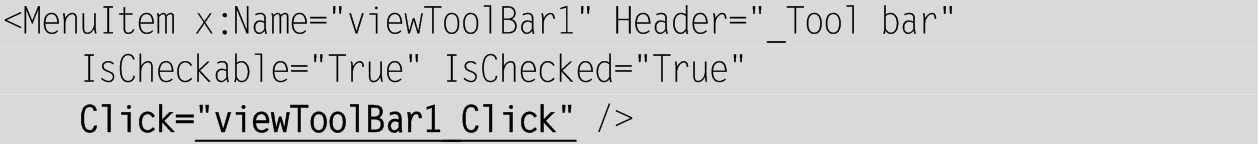 <MenuItem x:Name="viewToolBar1" Header="_Tool bar"
IsCheckable="True" IsChecked="True"
Click="viewToolBar1_Click" />